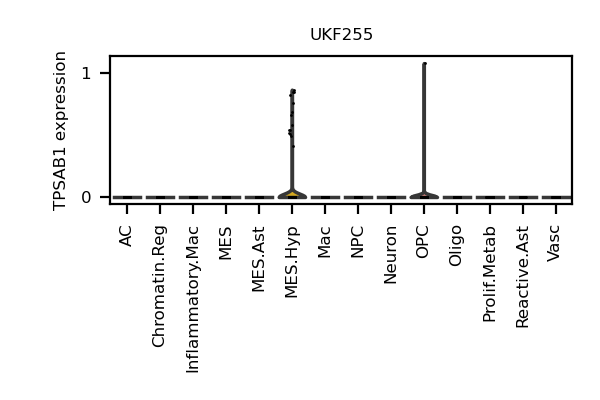 UKF255
TPSAB1 expression
1
0
AC
Chromatin.Reg
Inflammatory.Mac
MES
MES.Ast
MES.Hyp
Mac
NPC
Neuron
OPC
Oligo
Prolif.Metab
Reactive.Ast
Vasc